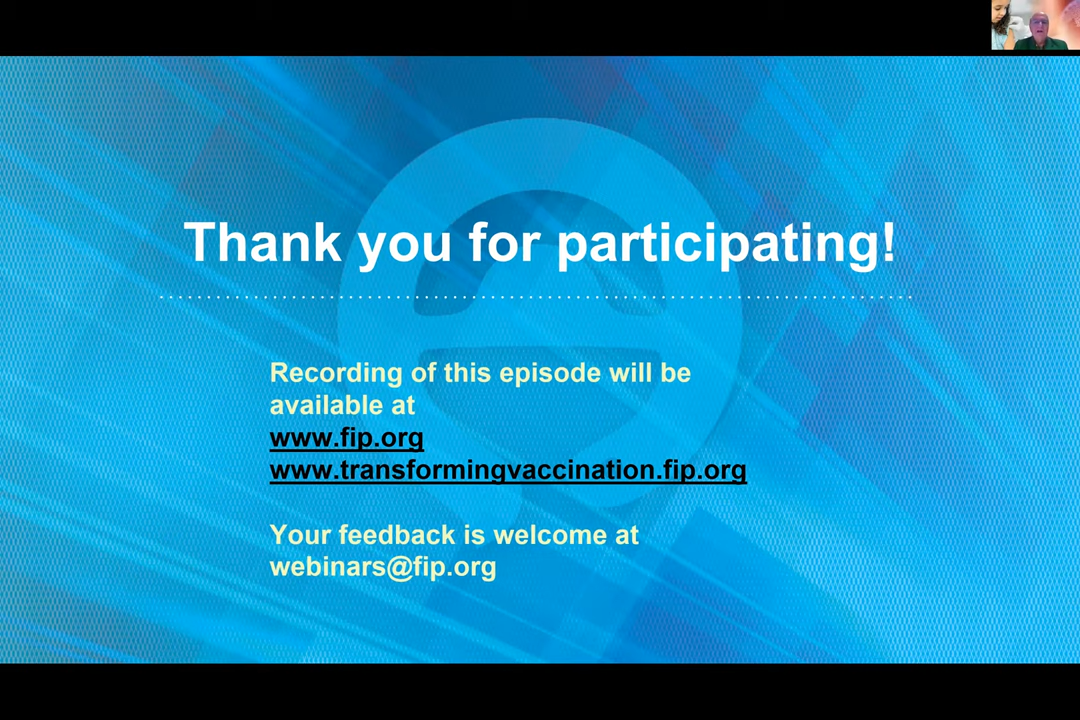 Thank you for participating!
Recording of this episode will be
available at
www.fip.org
www.transformingvaccination.fip.org
Your feedback is welcome at
webinars@fip.org